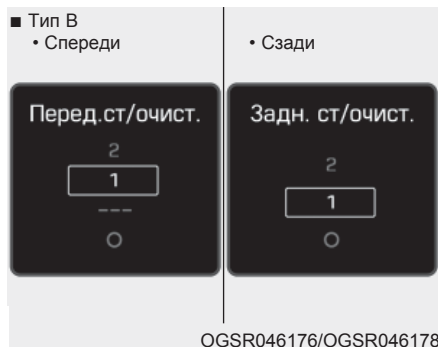 ■ Тип B
• Спереди
• Сзади
Перед.ст/очист.
2
1
---
O
Задн. ст/очист.
2
1
O
OGSR046176/OGSR046178